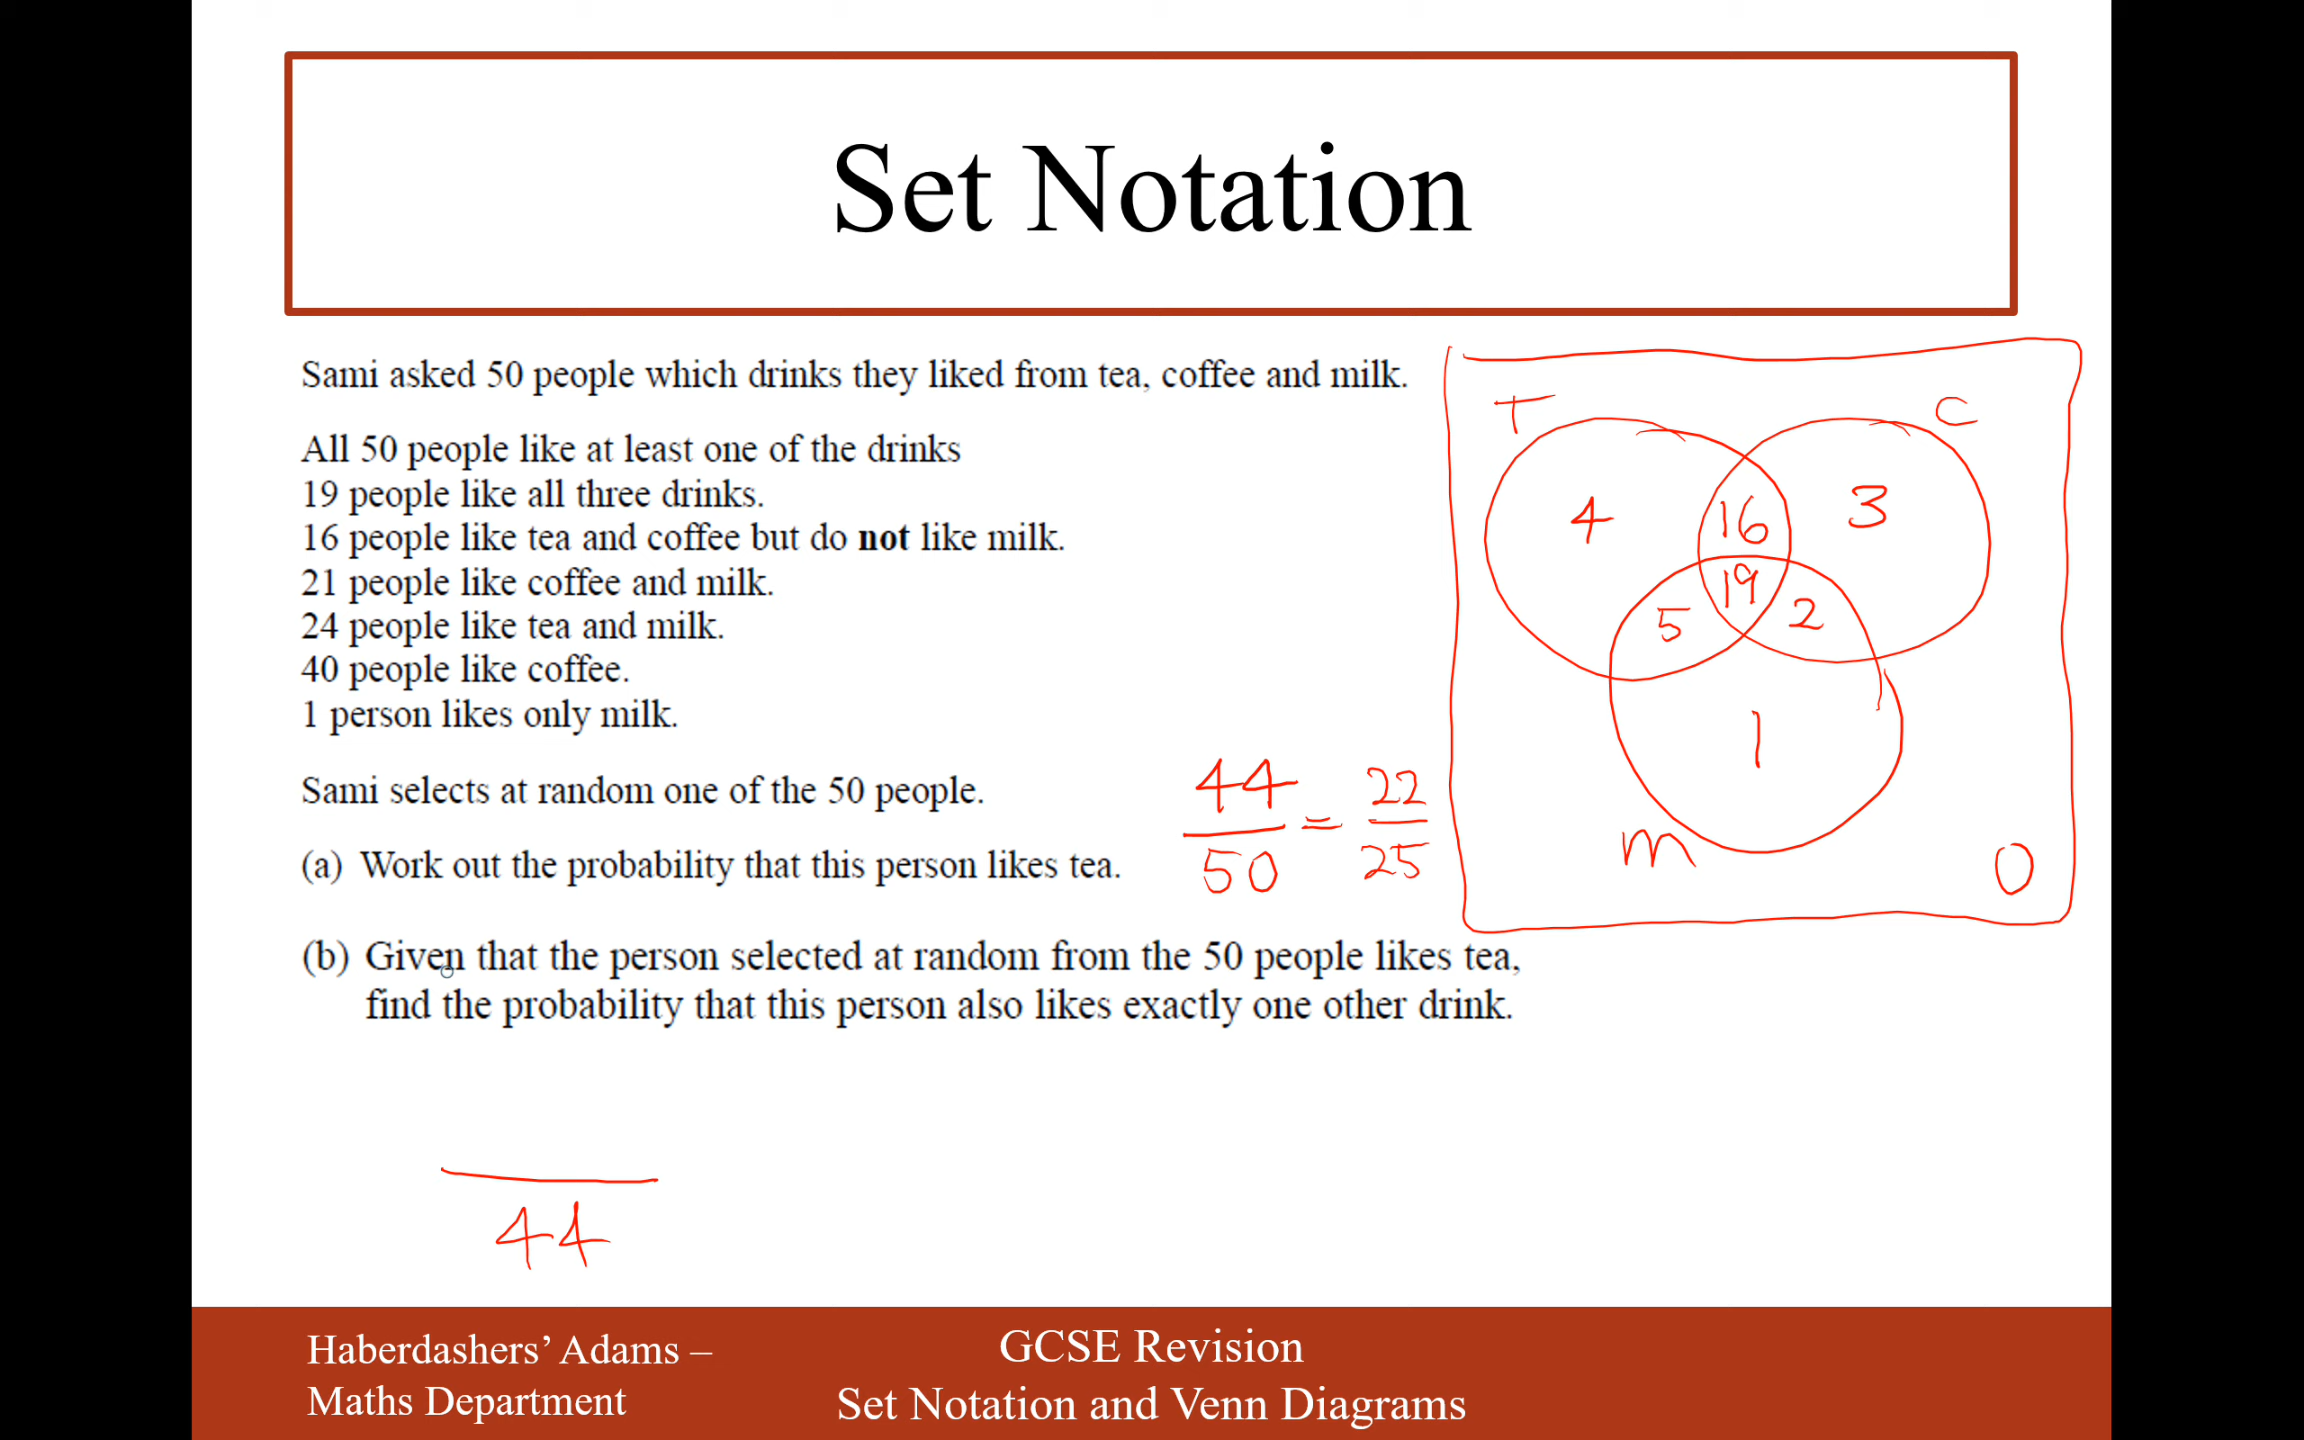 Set Notation
Sami asked 50 people which drinks they liked from tea, coffee and milk.
All 50 people like at least one of the drinks
19 people like all three drinks.
16 people like tea and coffee but do not like milk.
21 people like coffee and milk.
24 people like tea and milk.
40 people like coffee.
1 person likes only milk.
T C
4 16 3
19
5 2
1
M
0
Sami selects at random one of the 50 people.
(a) Work out the probability that this person likes tea.
44/50 = 22/25
(b) Given that the person selected at random from the 50 people likes tea,
find the probability that this person also likes exactly one other drink.
44
Haberdashers’ Adams –
Maths Department
GCSE Revision
Set Notation and Venn Diagrams